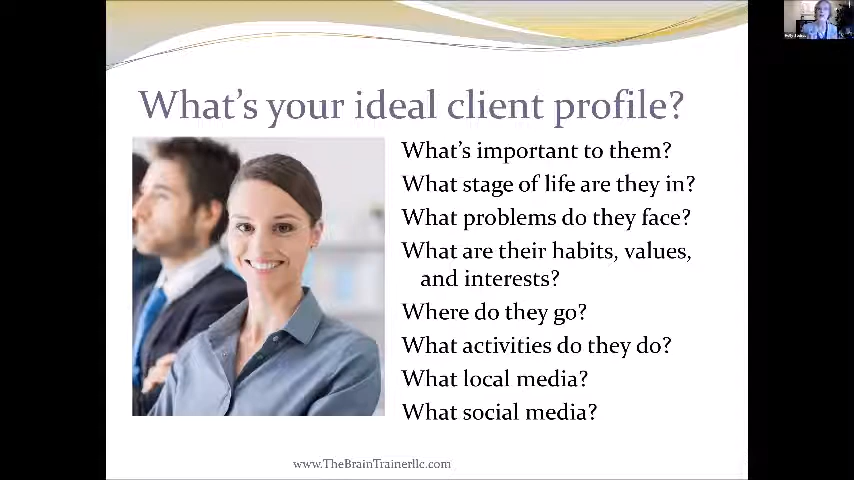 What's your ideal client profile?
What's important to them?
What stage of life are they in?
What problems do they face?
What are their habits, values,
and interests?
Where do they go?
What activities do they do?
What local media?
What social media?
www.TheBrainTrainerllc.com